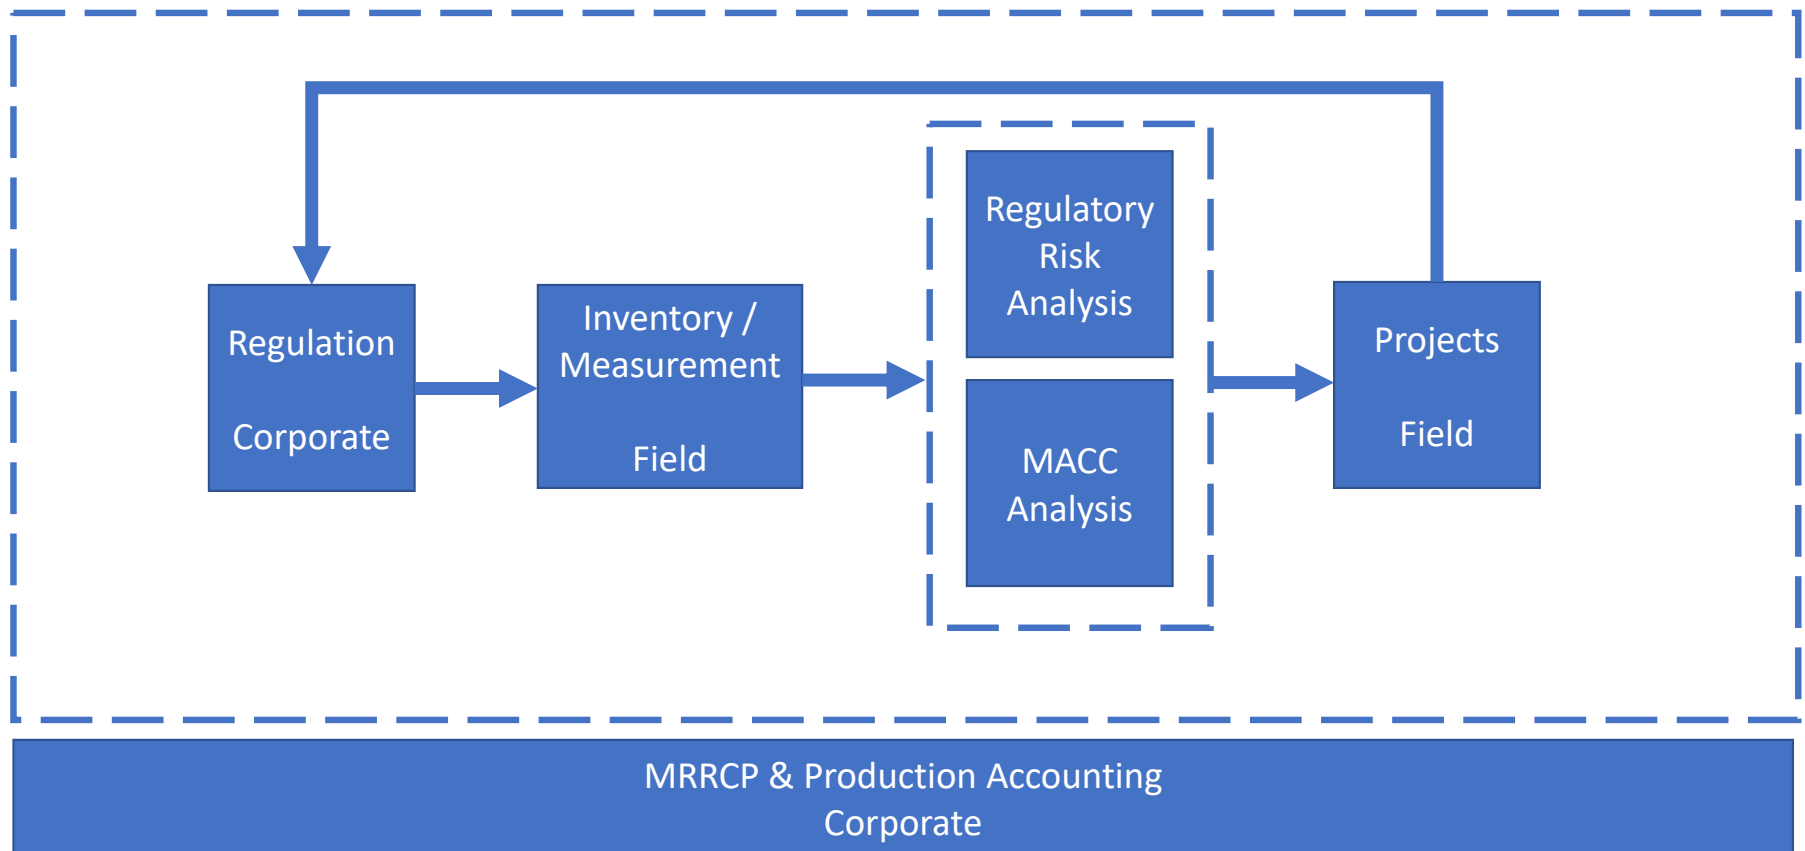 Regulation
Corporate
Inventory /
Measurement
Field
Regulatory
Risk
Analysis
MACC
Analysis
Projects
Field
MRRCP & Production Accounting
Corporate